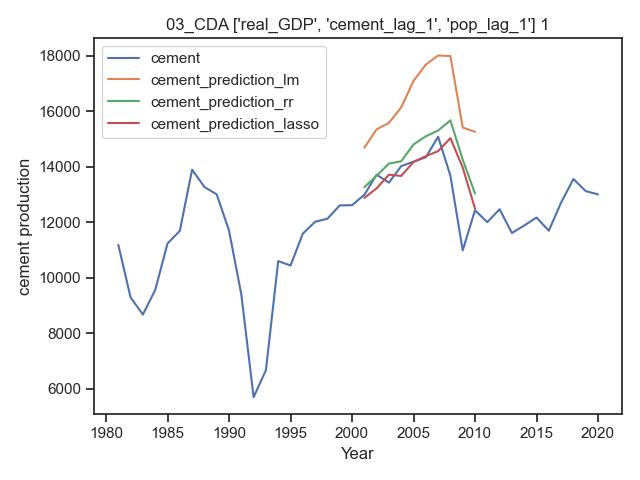 03_CDA ['real_GDP', 'cement_lag_1', 'pop_lag_1'] 1
cement
cement_prediction_lm
cement_prediction_rr
cement_prediction_lasso
18000
16000
14000
12000
10000
8000
6000
cement production
1980
1985
1990
1995
2000
2005
2010
2015
2020
Year